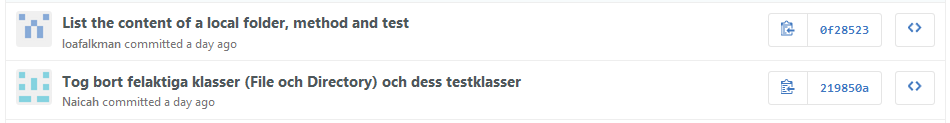 List the content of a local folder, method and test
loafalkman committed a day ago
0f28523
Tog bort felaktiga klasser (File och Directory) och dess testklasser
Naicah committed a day ago
219850a